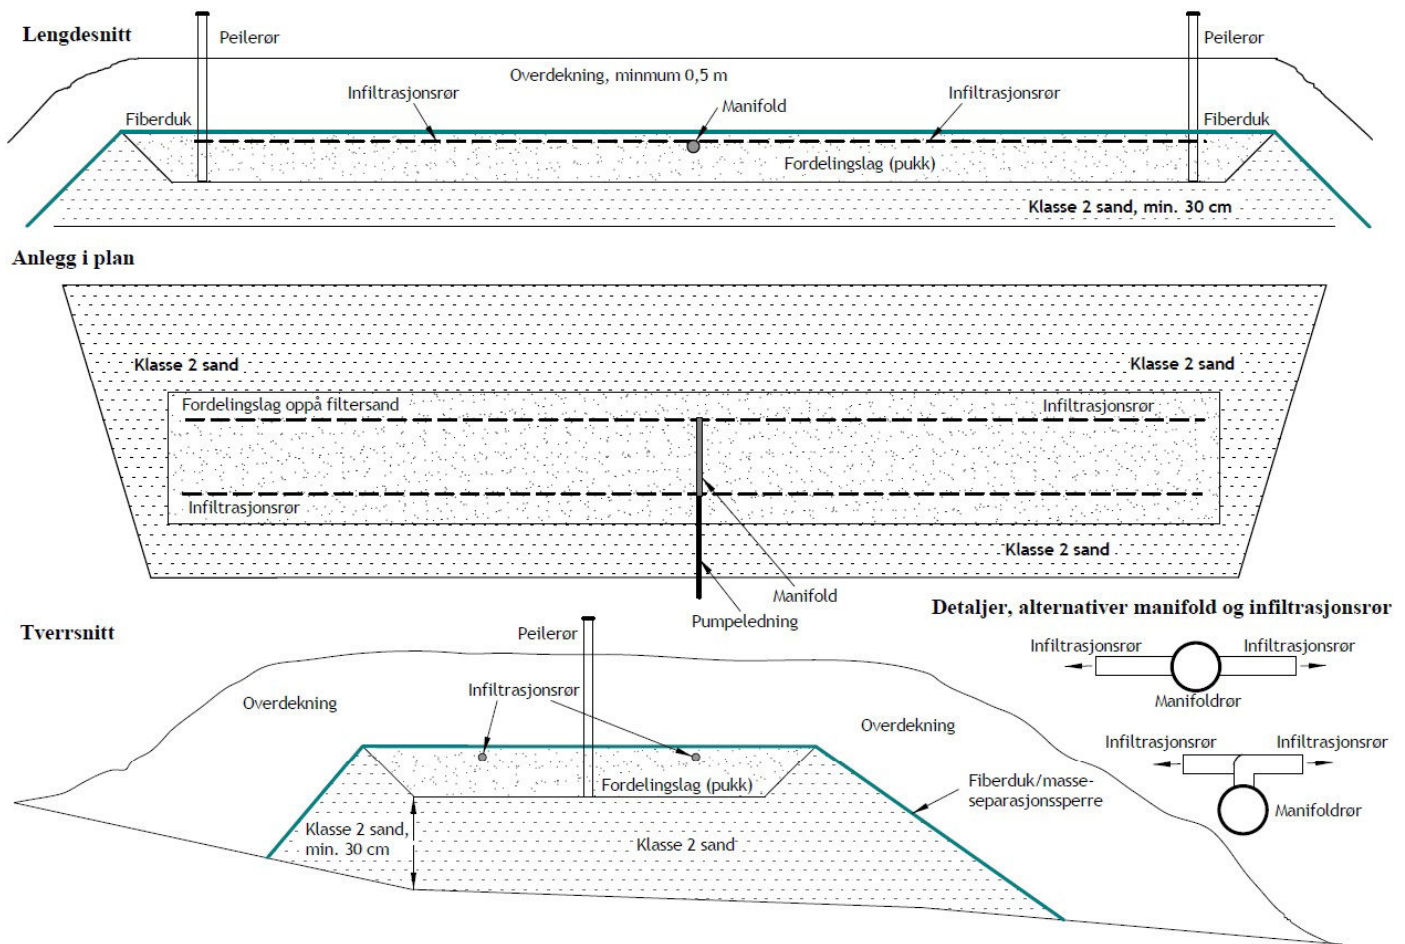 Lengdesnitt
Peilerør
Peilerør
Overdekning, minmum 0,5 m
Infiltrasjonsrør
Manifold
Infiltrasjonsrør
Fiberduk
Fiberduk
Fordelingslag (pukk)
Klasse 2 sand, min. 30 cm
Anlegg i plan
Klasse 2 sand
Klasse 2 sand
Fordelingslag oppå filtersand
Infiltrasjonsrør
Infiltrasjonsrør
Klasse 2 sand
Manifold
Pumpeledning
Detaljer, alternativer manifold og infiltrasjonsrør
Tverrsnitt
Peilerør
Infiltrasjonsrør
Overdekning
Overdekning
Fordelingslag (pukk)
Fiberduk/masse-
separasjonssperre
Klasse 2 sand,
min. 30 cm
Klasse 2 sand
Infiltrasjonsrør
Infiltrasjonsrør
Manifoldrør
Infiltrasjonsrør
Infiltrasjonsrør
Manifoldrør